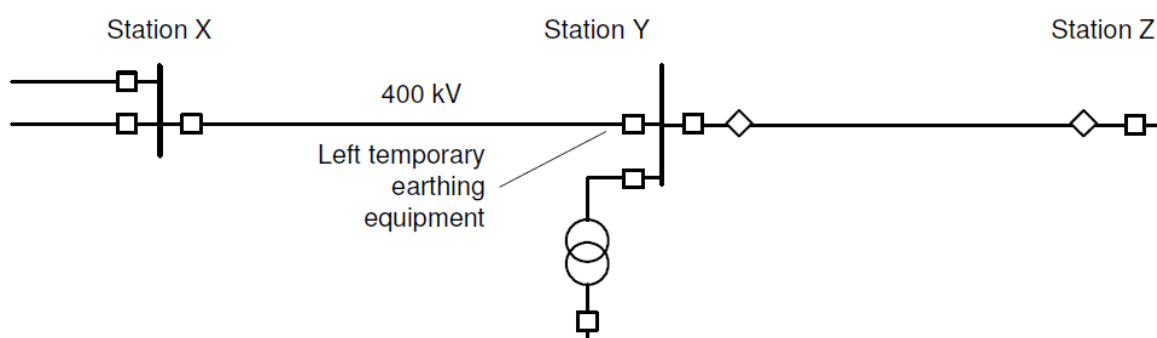 Station X
Station Y
Station Z
400 kV
Left temporary
earthing
equipment